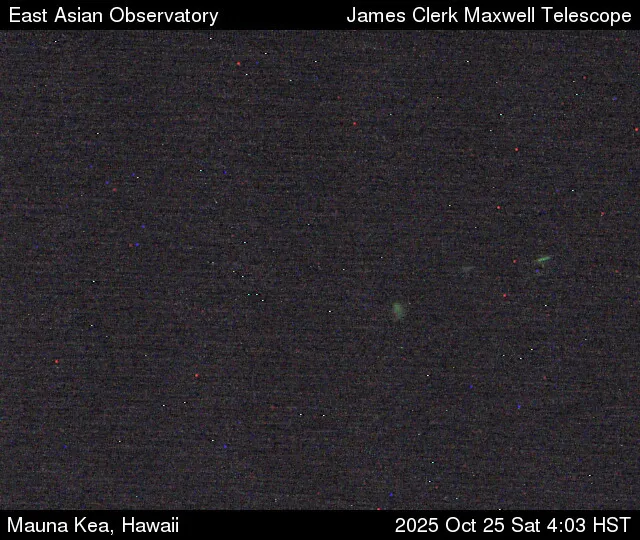 East Asian Observatory
James Clerk Maxwell Telescope
Mauna Kea, Hawaii
2025 Oct 25 Sat 4:03 HST